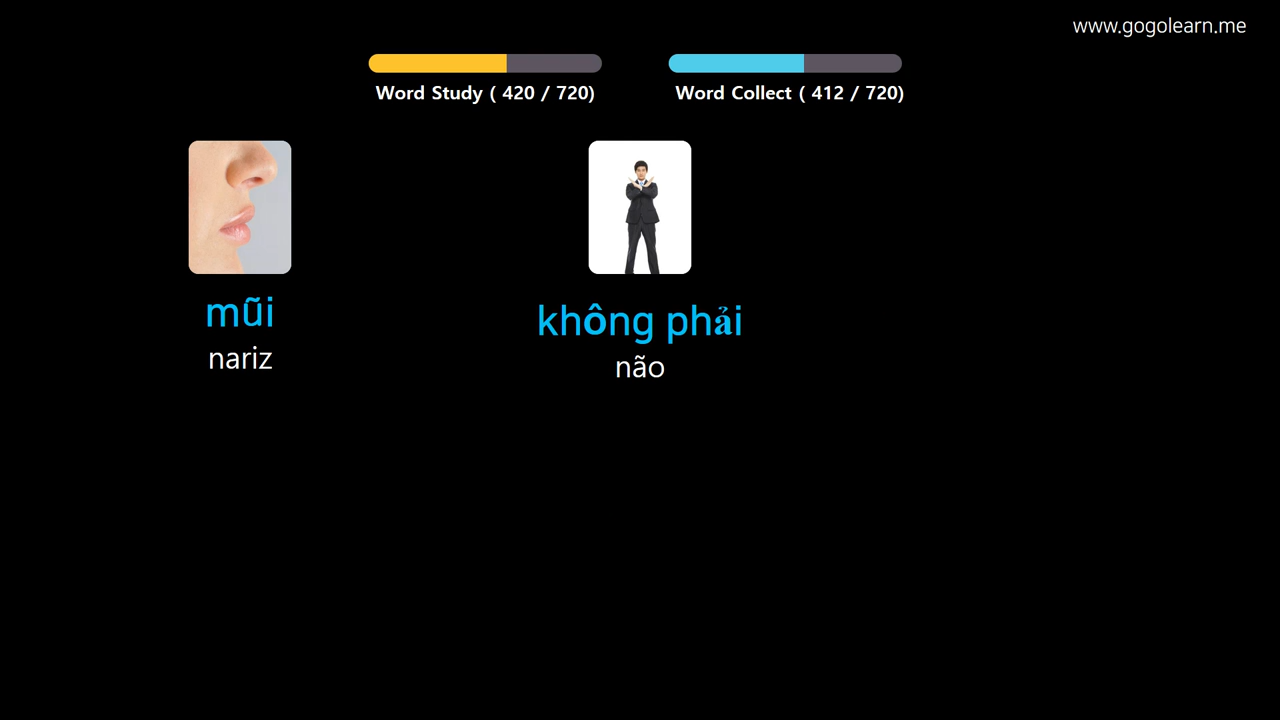 www.gogolearn.me
Word Study ( 420 / 720)
Word Collect ( 412 / 720)
mũi
nariz
không phải
não